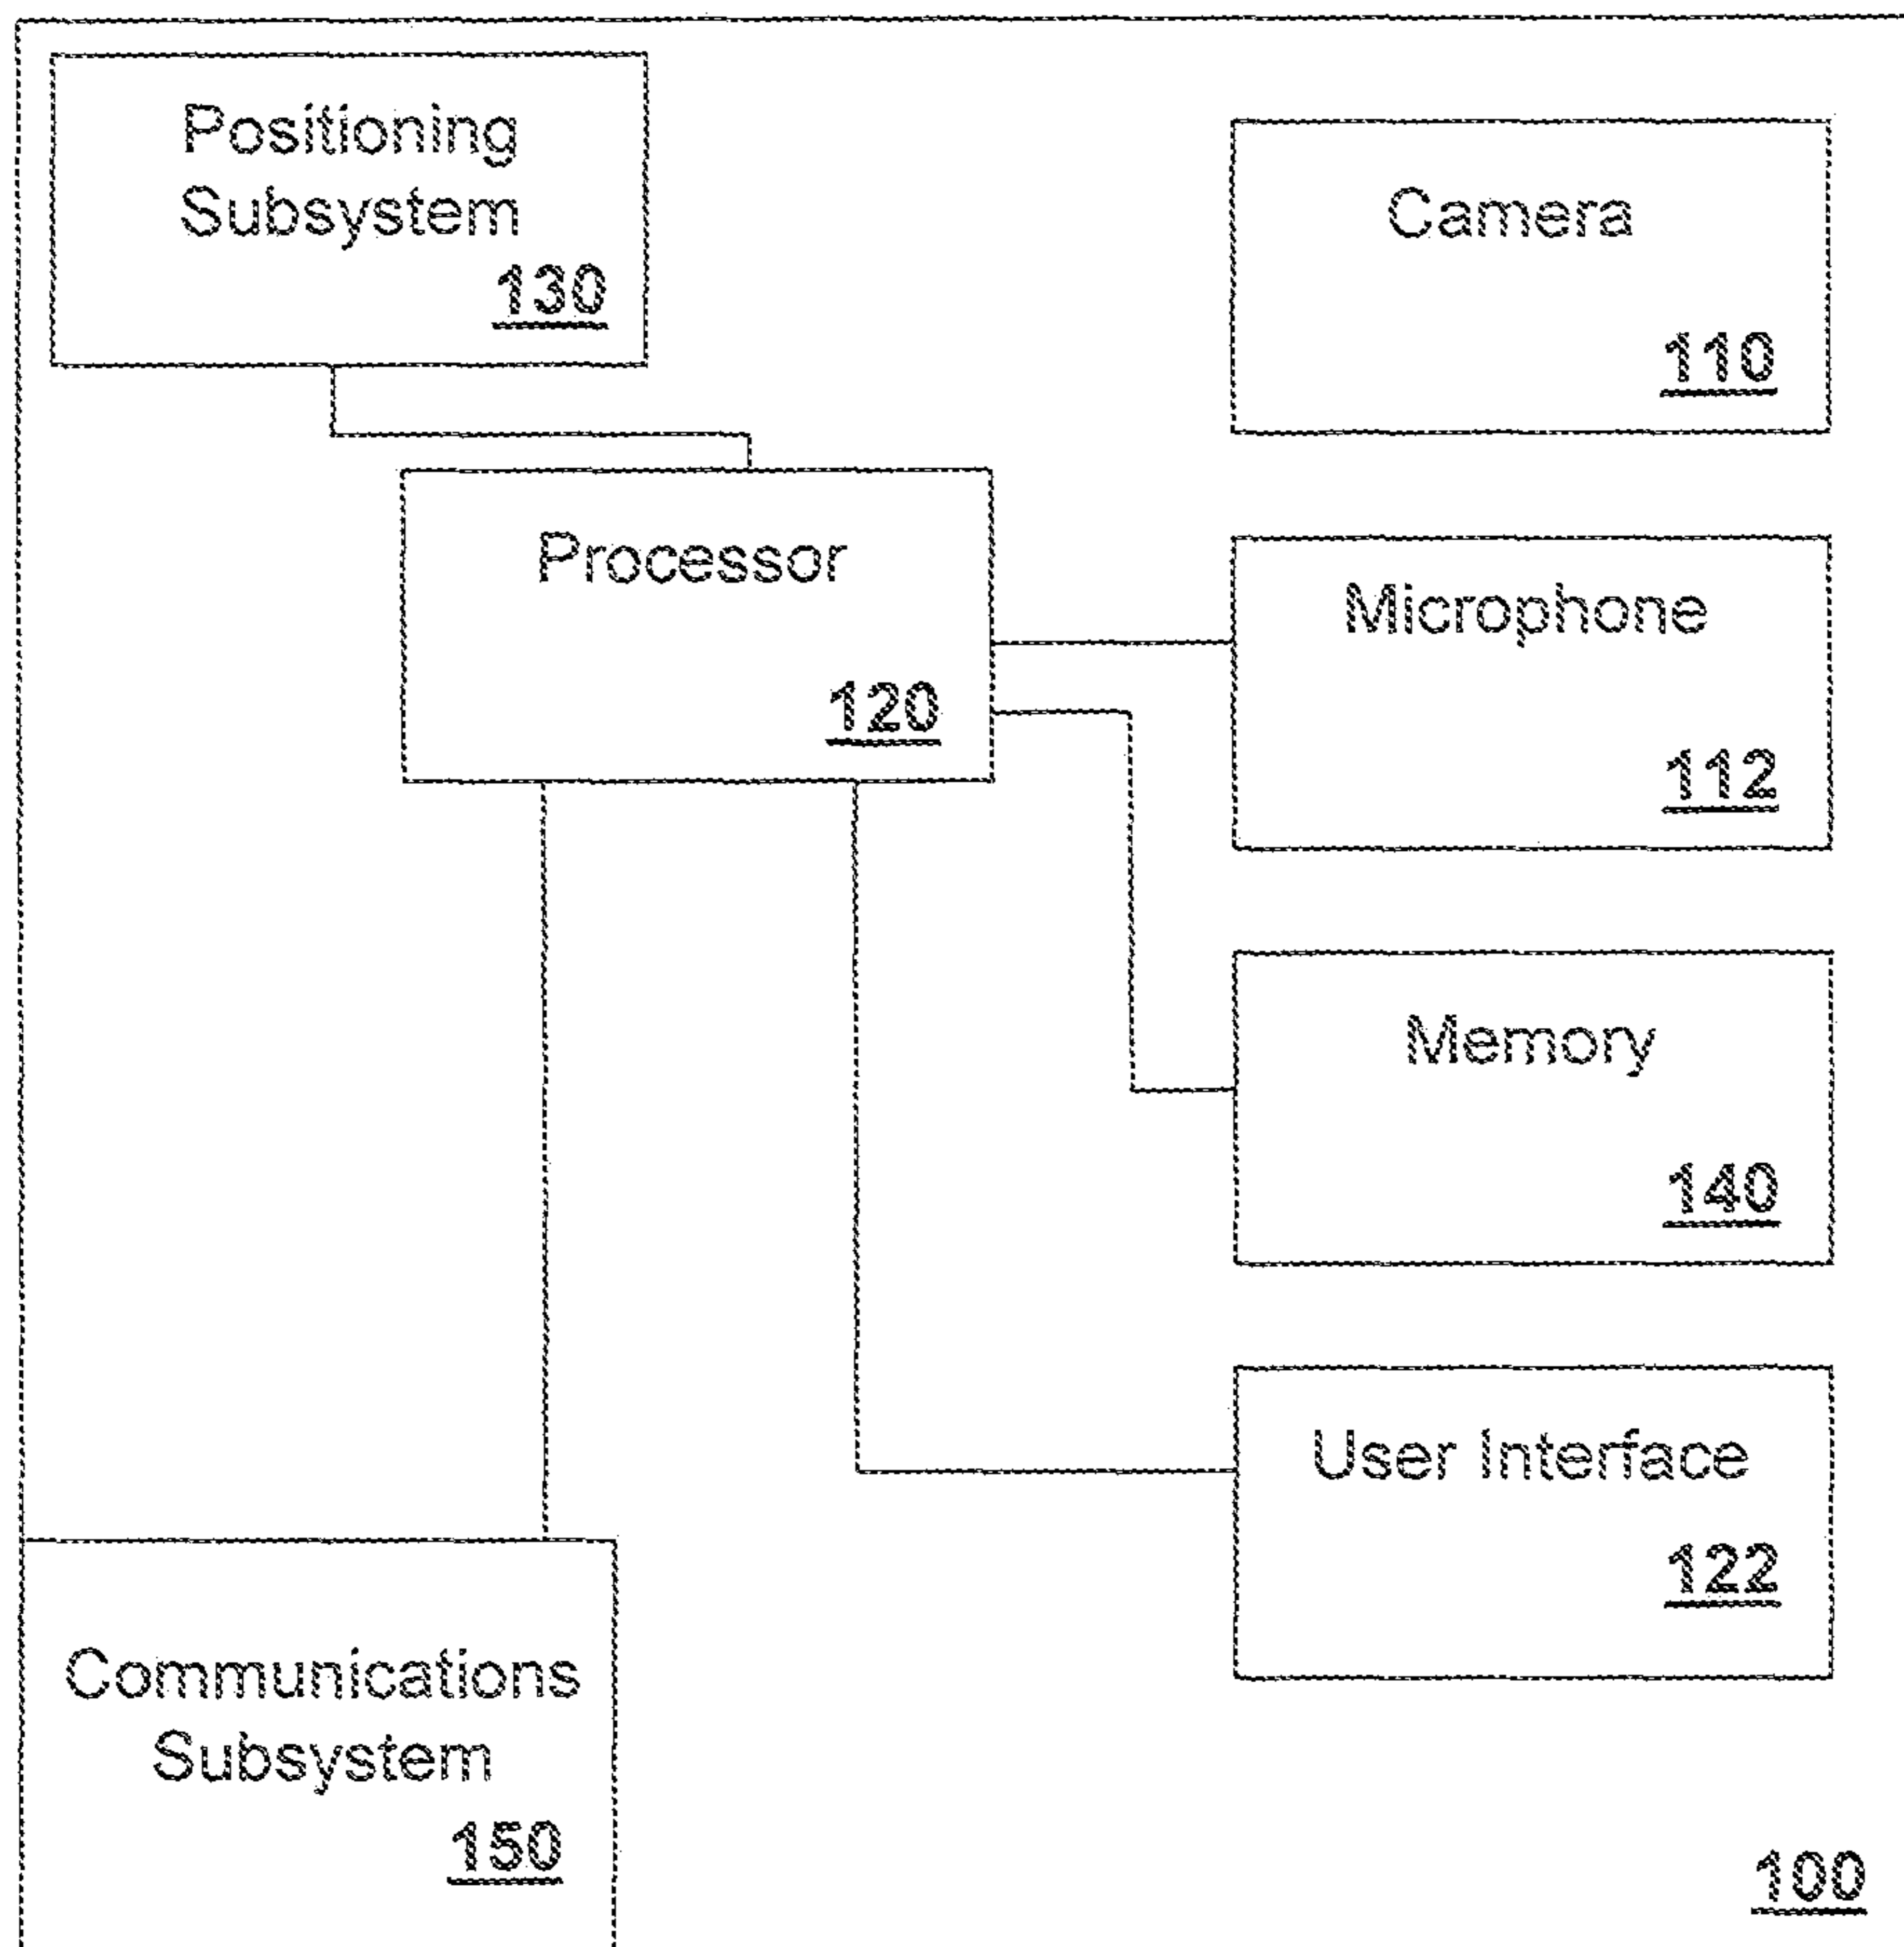 Positioning
Subsystem
130
Camera
110
Processor
120
Microphone
112
Memory
140
User Interface
122
Communications
Subsystem
150
100